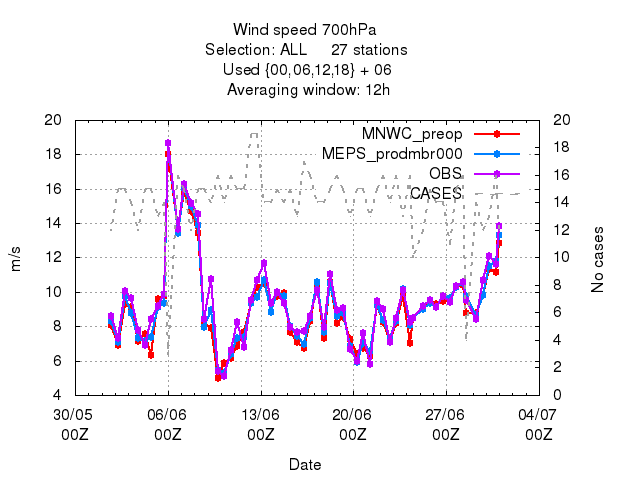 Wind speed 700hPa
Selection: ALL 27 stations
Used {00,06,12,18} + 06
Averaging window: 12h
20 20
MNWC_preop
18 18
MEPS_prodmbr000
16 16
OBS
14 14
CASES
12 12
10 10
8 8
6 6
4 4
2
0
m/s
No cases
30/05 06/06 13/06 20/06 27/06 04/07
00Z 00Z 00Z 00Z 00Z 00Z
Date